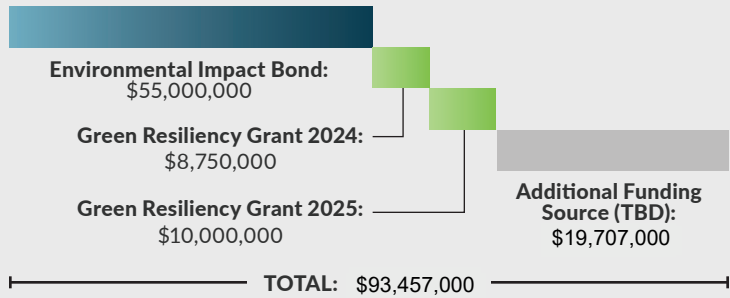 Environmental Impact Bond:
$55,000,000
Green Resiliency Grant 2024:
$8,750,000
Green Resiliency Grant 2025:
$10,000,000
Additional Funding
Source (TBD):
$19,707,000
TOTAL: $93,457,000